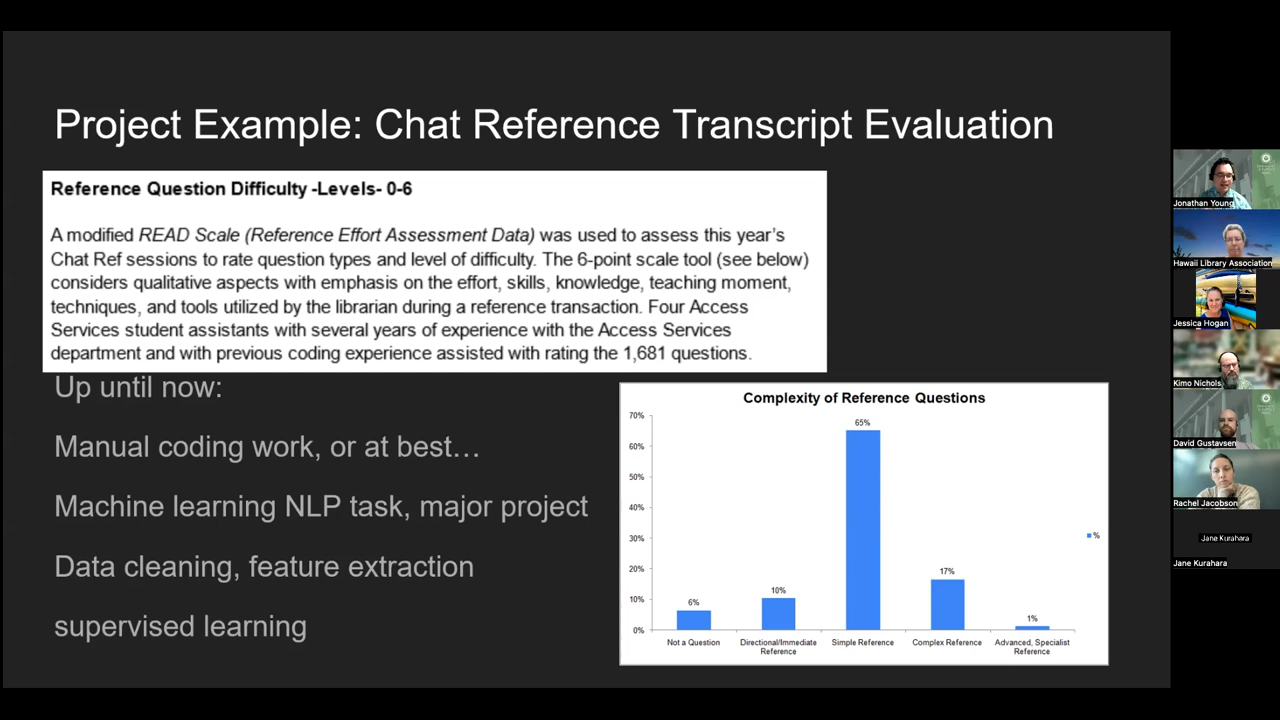 Project Example: Chat Reference Transcript Evaluation
Reference Question Difficulty -Levels- 0-6
A modified READ Scale (Reference Effort Assessment Data) was used to assess this year's
Chat Ref sessions to rate question types and level of difficulty. The 6-point scale tool (see below)
considers qualitative aspects with emphasis on the effort, skills, knowledge, teaching moment,
techniques, and tools utilized by the librarian during a reference transaction. Four Access
Services student assistants with several years of experience with the Access Services
department and with previous coding experience assisted with rating the 1,681 questions.
Up until now:
Manual coding work, or at best…
Machine learning NLP task, major project
Data cleaning, feature extraction
supervised learning
Complexity of Reference Questions
70%
60%
50%
40%
30%
20%
10%
0%
6%
10%
65%
17%
1%
Not a Question
Directional/Immediate
Reference
Simple Reference
Complex Reference
Advanced, Specialist
Reference
%
Jonathan Young
Hawaii Library Association
Jessica Hogan
Kimo Nichols
David Gustavsen
Rachel Jacobson
Jane Kurahara
Jane Kurahara